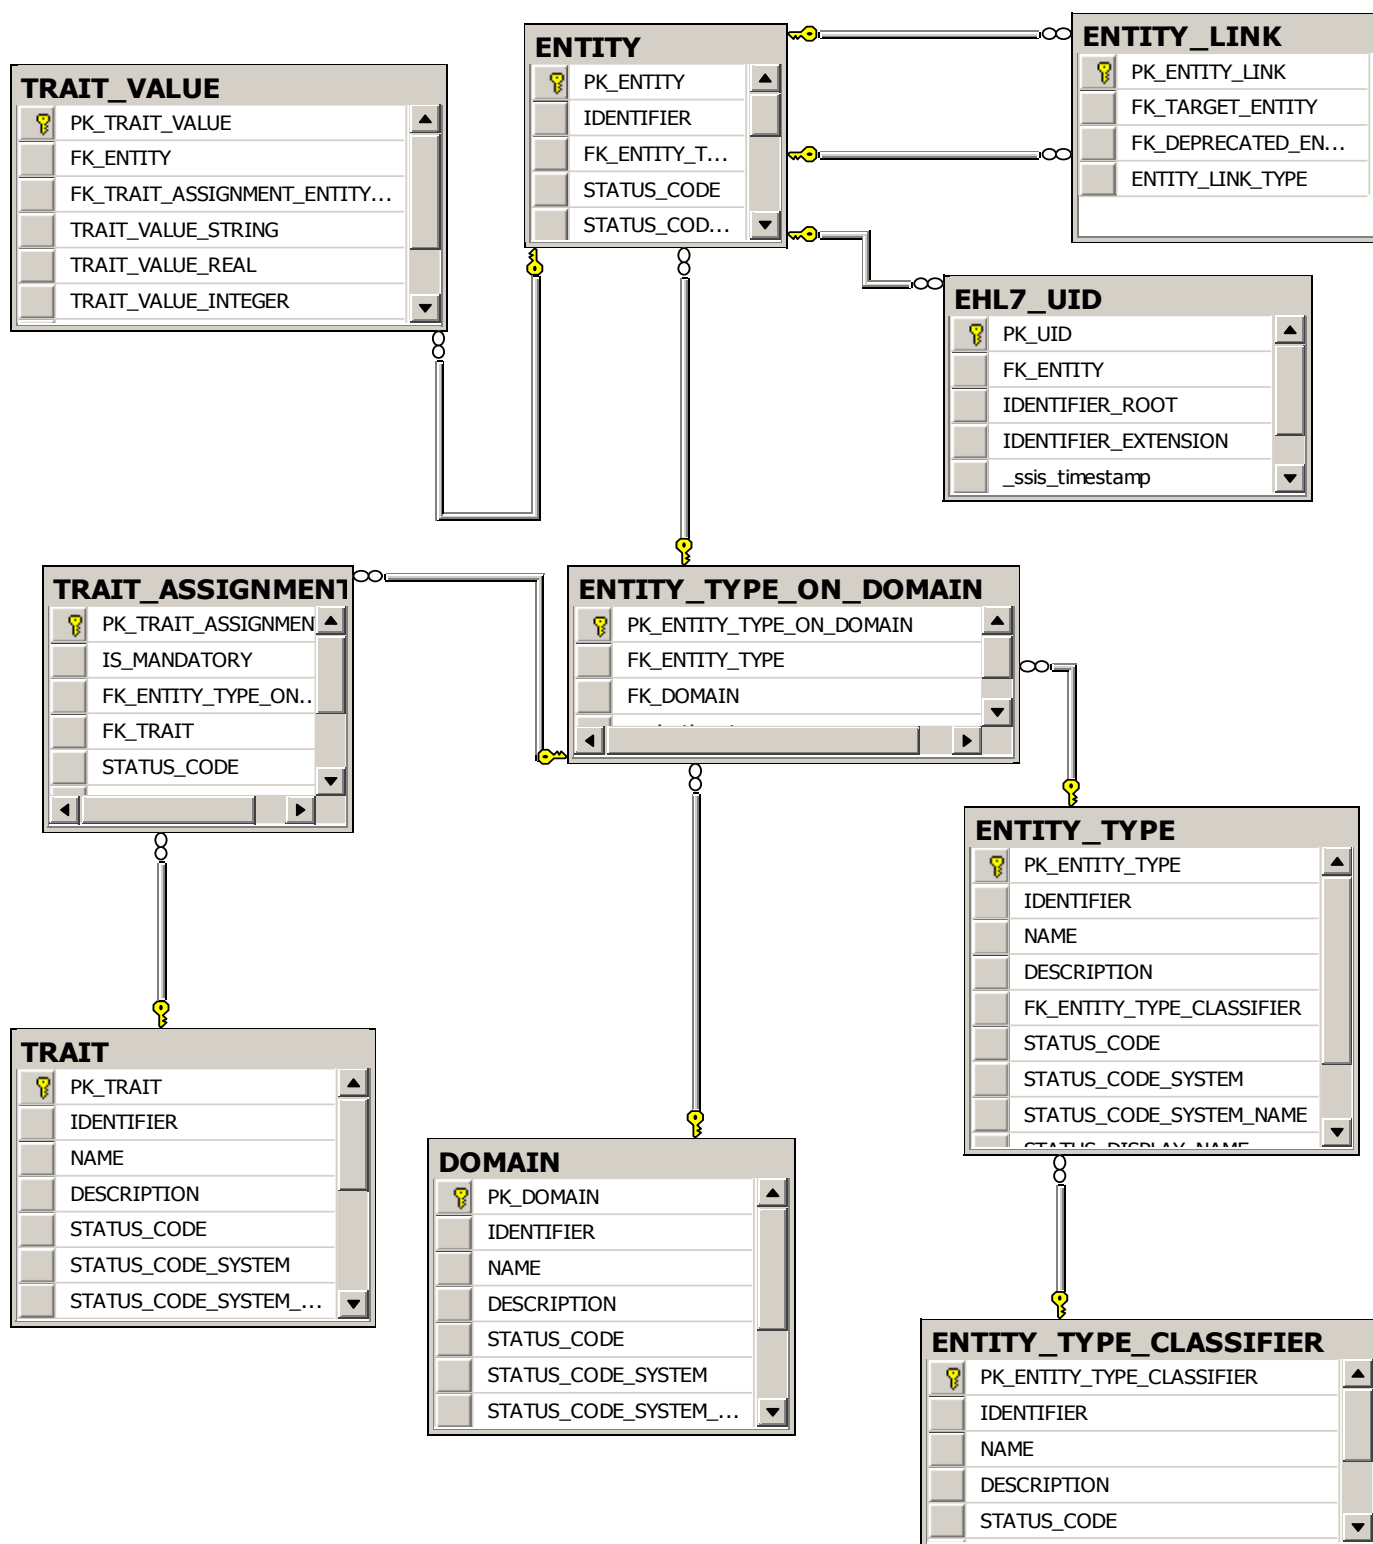 ENTITY
PK_ENTITY
IDENTIFIER
FK_ENTITY_T...
STATUS_CODE
STATUS_COD...
ENTITY_LINK
PK_ENTITY_LINK
FK_TARGET_ENTITY
FK_DEPRECATED_EN...
ENTITY_LINK_TYPE
TRAIT_VALUE
PK_TRAIT_VALUE
FK_ENTITY
FK_TRAIT_ASSIGNMENT_ENTITY...
TRAIT_VALUE_STRING
TRAIT_VALUE_REAL
TRAIT_VALUE_INTEGER
EHL7_UID
PK_UID
FK_ENTITY
IDENTIFIER_ROOT
IDENTIFIER_EXTENSION
_ssis_timestamp
TRAIT_ASSIGNMENT
PK_TRAIT_ASSIGNMEN
IS_MANDATORY
FK_ENTITY_TYPE_ON..
FK_TRAIT
STATUS_CODE
ENTITY_TYPE_ON_DOMAIN
PK_ENTITY_TYPE_ON_DOMAIN
FK_ENTITY_TYPE
FK_DOMAIN
ENTITY_TYPE
PK_ENTITY_TYPE
IDENTIFIER
NAME
DESCRIPTION
FK_ENTITY_TYPE_CLASSIFIER
STATUS_CODE
STATUS_CODE_SYSTEM
STATUS_CODE_SYSTEM_NAME
STATUS_DISPLAY_NAME
TRAIT
PK_TRAIT
IDENTIFIER
NAME
DESCRIPTION
STATUS_CODE
STATUS_CODE_SYSTEM
STATUS_CODE_SYSTEM_...
DOMAIN
PK_DOMAIN
IDENTIFIER
NAME
DESCRIPTION
STATUS_CODE
STATUS_CODE_SYSTEM
STATUS_CODE_SYSTEM_...
ENTITY_TYPE_CLASSIFIER
PK_ENTITY_TYPE_CLASSIFIER
IDENTIFIER
NAME
DESCRIPTION
STATUS_CODE